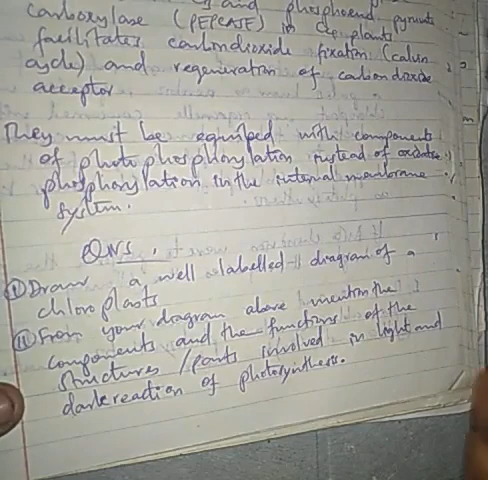 and phosphoenol pyruvate
Carboxylase (PEPCASE) in C4 plants
facilitates carbondioxide fixation (Calvin
cycle) and regeneration of carbondioxide
acceptor.
They must be equiped with components
of photophosphorylation instead of oxidative
phosphorylation in the internal membrane
system.
QNS.
(I) Draw a well labelled diagram of a
chloroplasts
(II) From your diagram above mention the
components and the functions of the
structures / parts involved in light and
dark reaction of photosynthesis.